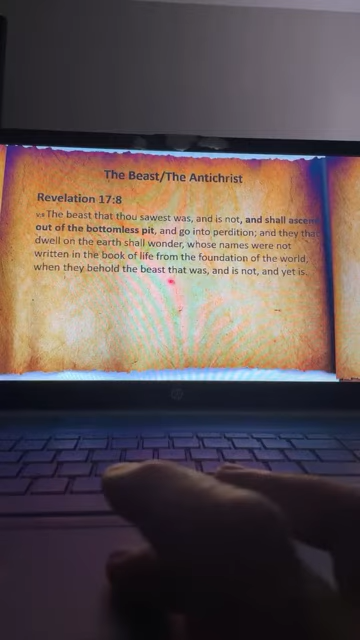 The Beast/The Antichrist
Revelation 17:8
v.8 The beast that thou sawest was, and is not, and shall ascend
out of the bottomless pit, and go into perdition; and they that
dwell on the earth shall wonder, whose names were not
written in the book of life from the foundation of the world,
when they behold the beast that was, and is not, and yet is.
hp